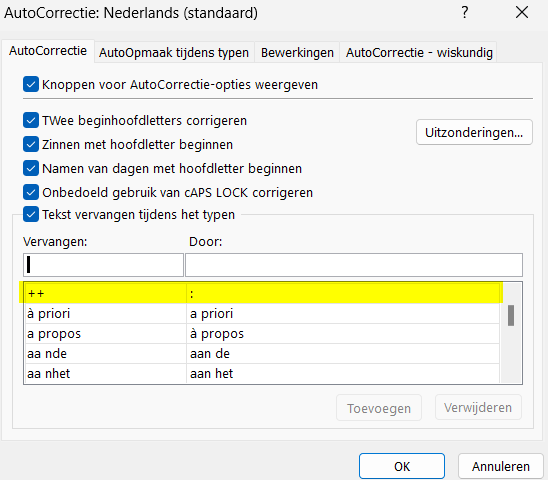 AutoCorrectie: Nederlands (standaard) ?
AutoCorrectie AutoOpmaak tijdens typen Bewerkingen AutoCorrectie - wiskundig
Knoppen voor AutoCorrectie-opties weergeven
TWee beginhoofdletters corrigeren
Uitzonderingen...
Zinnen met hoofdletter beginnen
Namen van dagen met hoofdletter beginnen
Onbedoeld gebruik van cAPS LOCK corrigeren
Tekst vervangen tijdens het typen
Vervangen: Door:
++ :
à priori a priori
a propos à propos
aa nde aan de
aa nhet aan het
Toevoegen Verwijderen
OK Annuleren